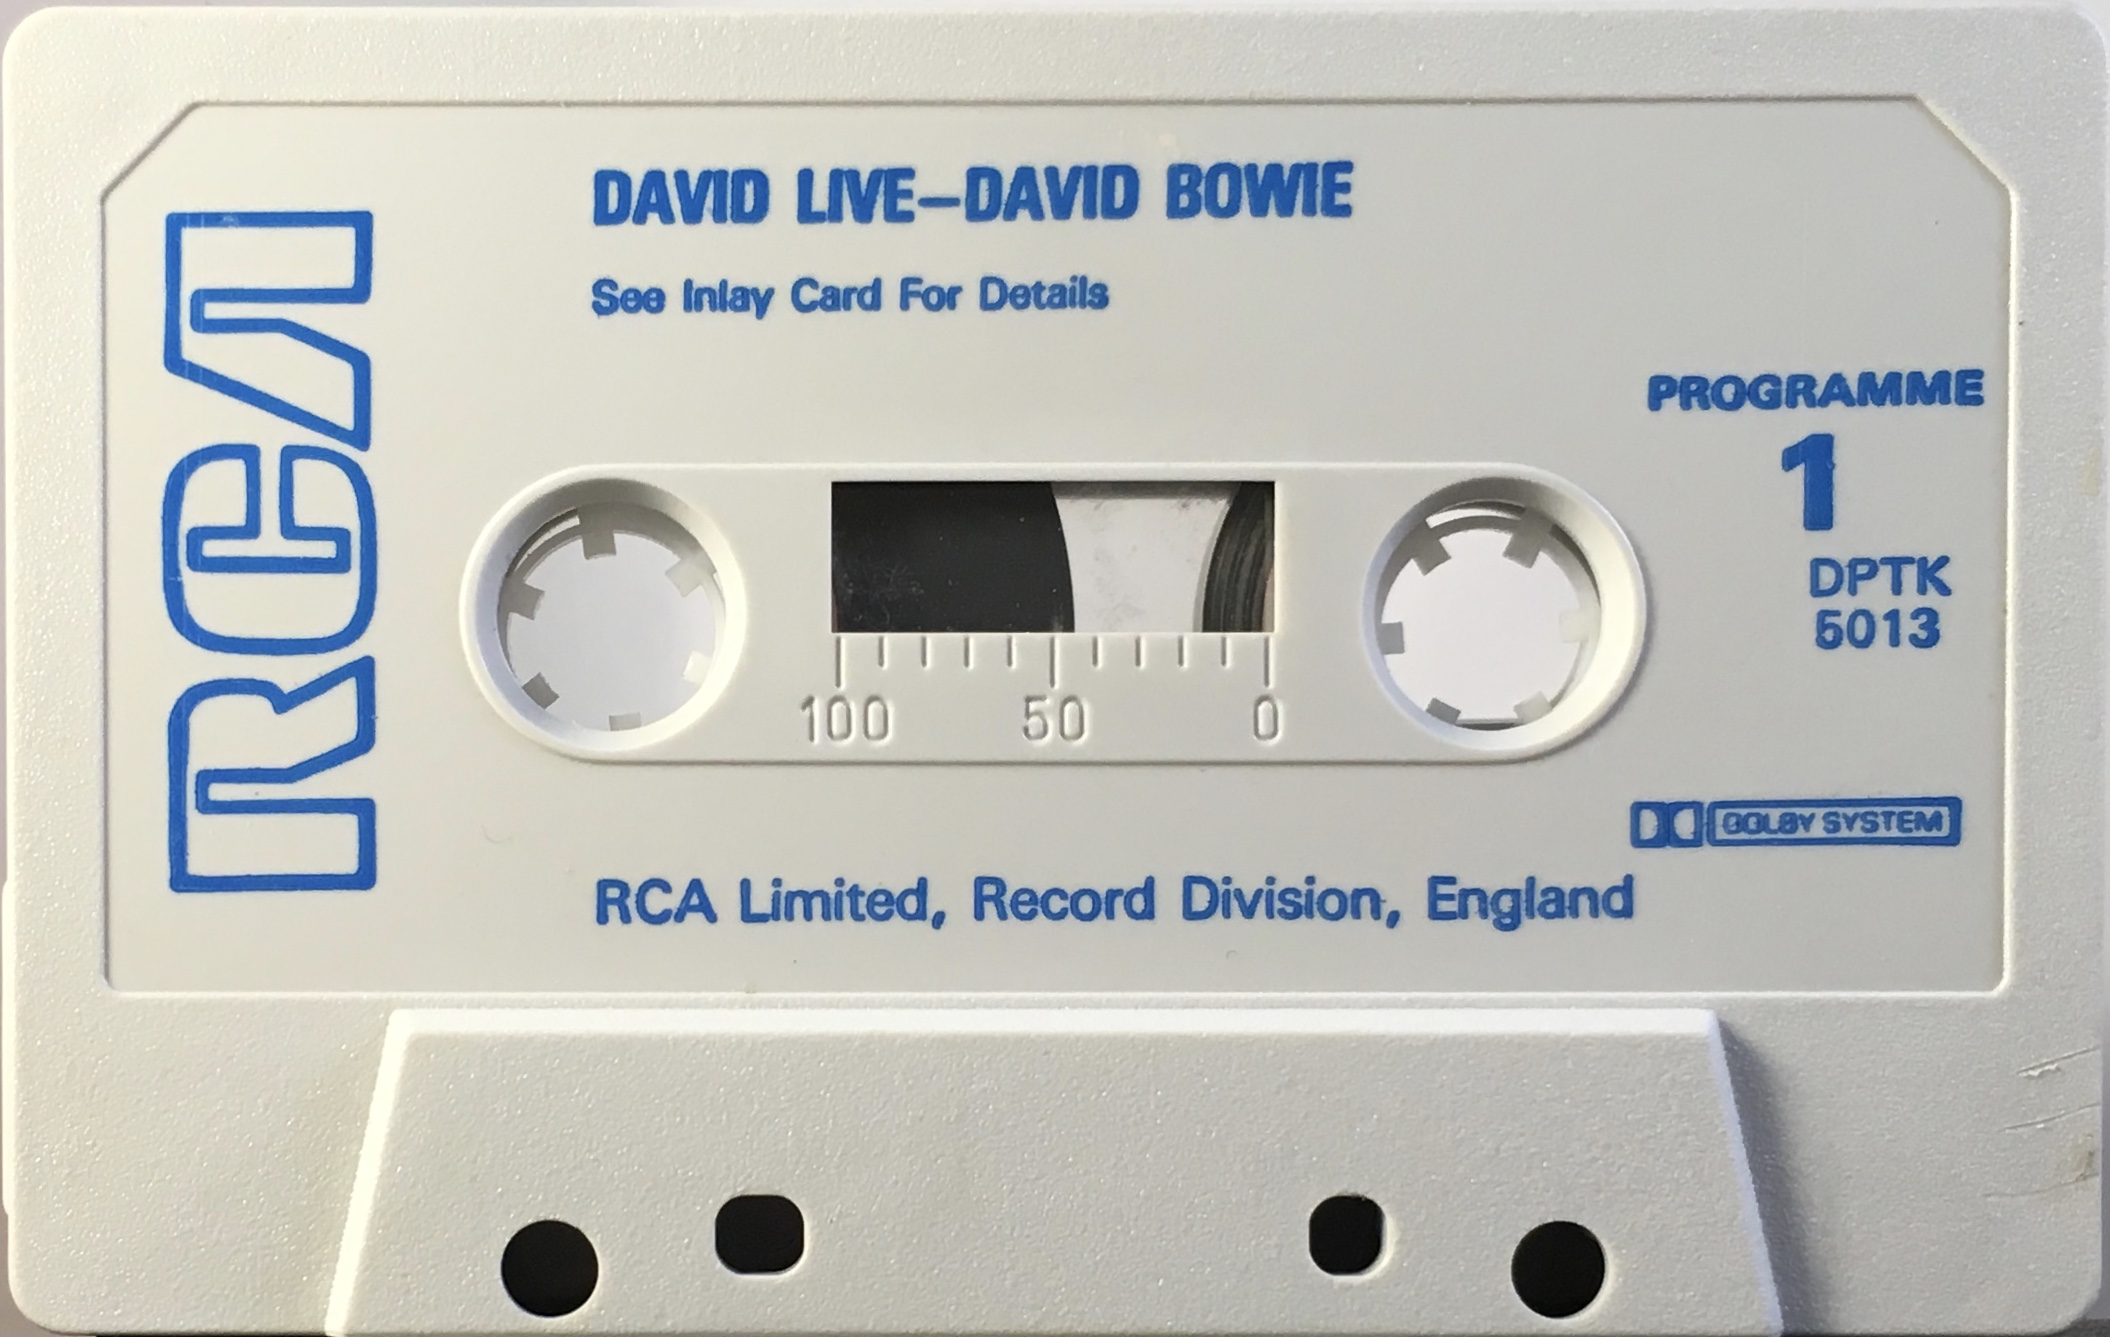 DAVID LIVE–DAVID BOWIE
See Inlay Card For Details
RCA
PROGRAMME
1
DPTK
5013
100 50 0
DOLBY SYSTEM
RCA Limited, Record Division, England